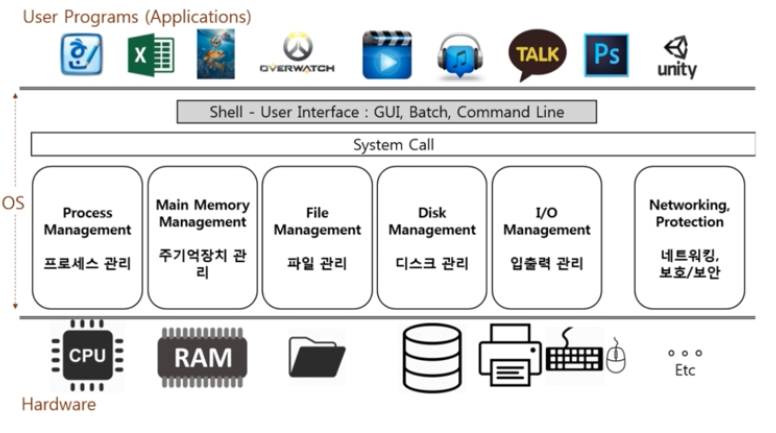 User Programs (Applications)
OVERWATCH
TALK
Ps
unity
Shell - User Interface : GUI, Batch, Command Line
System Call
OS
Process
Management
프로세스 관리
Main Memory
Management
주기억장치 관
리
File
Management
파일 관리
Disk
Management
디스크 관리
I/O
Management
입출력 관리
Networking,
Protection
네트워킹,
보호/보안
CPU
RAM
Etc
Hardware